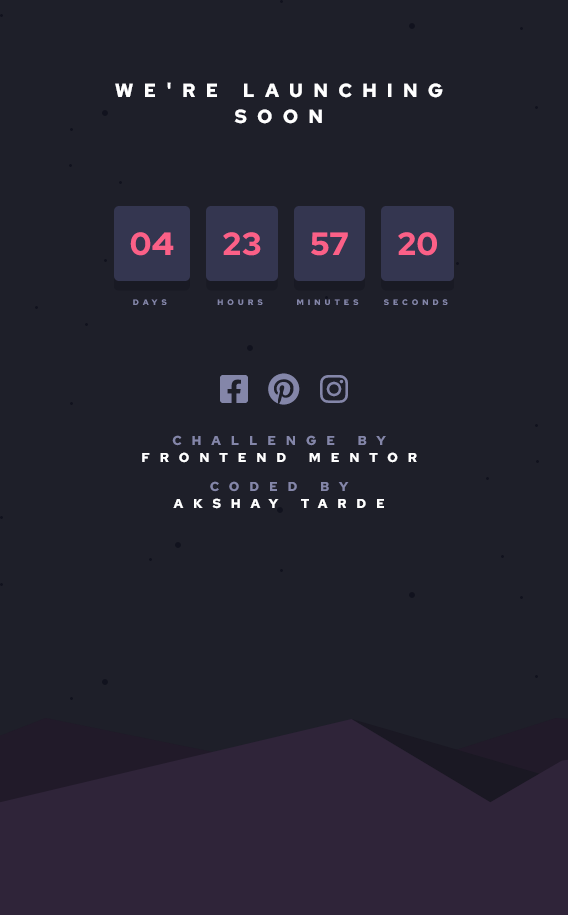 WE'RE LAUNCHING
SOON
04 23 57 20
DAYS HOURS MINUTES SECONDS
CHALLENGE BY
FRONTEND MENTOR
CODED BY
AKSHAY TARDE